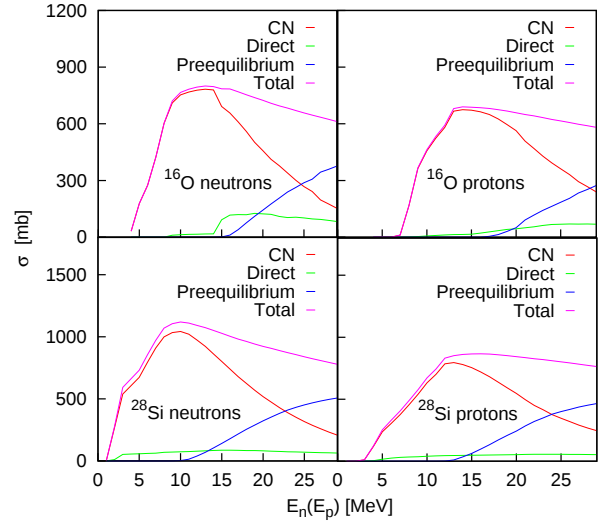 1200
900
600
300
0
CN
Direct
Preequilibrium
Total
¹⁶O neutrons
CN
Direct
Preequilibrium
Total
¹⁶O protons
σ [mb]
1500
1000
500
0
CN
Direct
Preequilibrium
Total
²⁸Si neutrons
CN
Direct
Preequilibrium
Total
²⁸Si protons
0 5 10 15 20 25 0 5 10 15 20 25
Eₙ(Eₚ) [MeV]